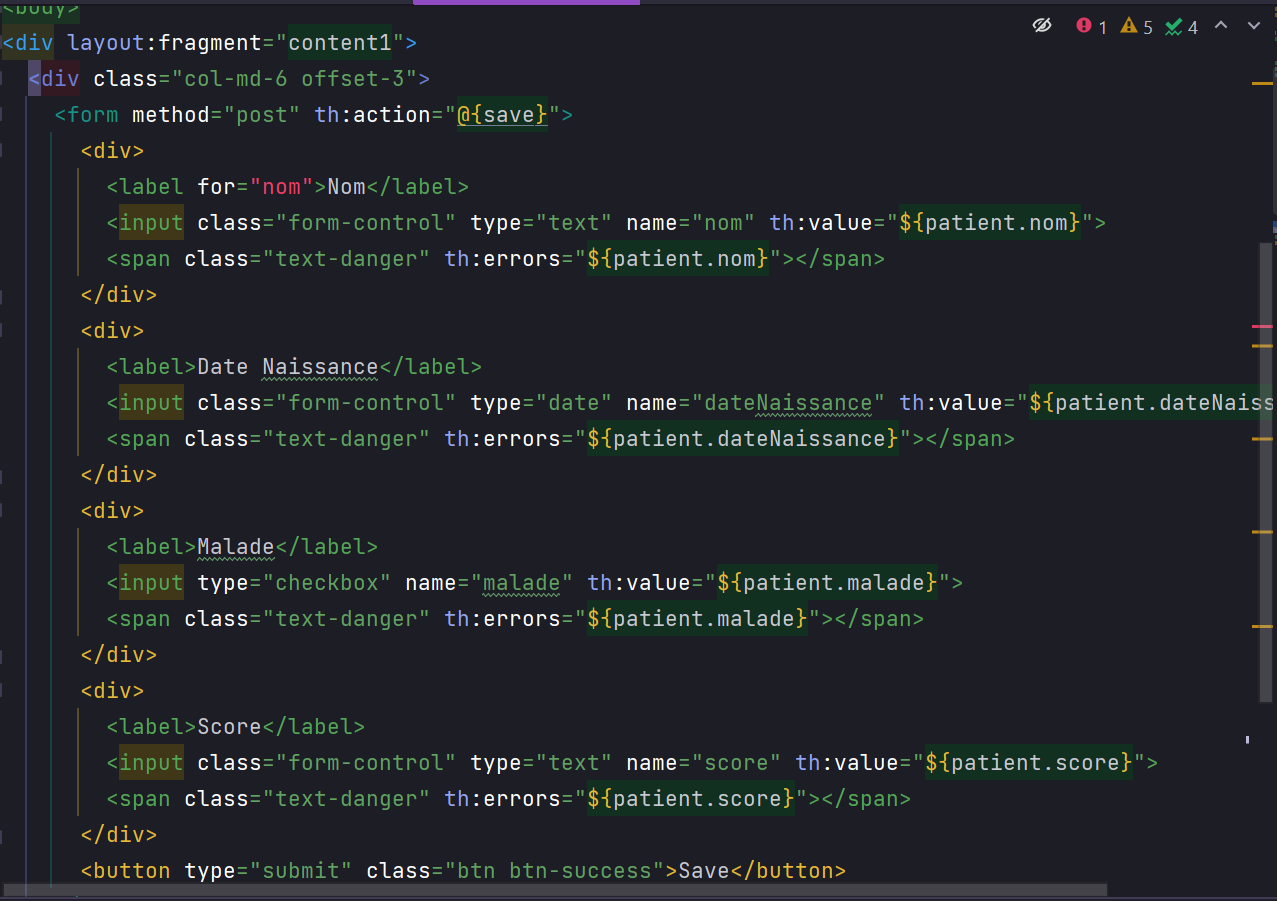 <body>
1 5 4
<div layout:fragment="content1">
<div class="col-md-6 offset-3">
<form method="post" th:action="@{save}">
<div>
<label for="nom">Nom</label>
<input class="form-control" type="text" name="nom" th:value="${patient.nom}">
<span class="text-danger" th:errors="${patient.nom}"></span>
</div>
<div>
<label>Date Naissance</label>
<input class="form-control" type="date" name="dateNaissance" th:value="${patient.dateNaiss
<span class="text-danger" th:errors="${patient.dateNaissance}"></span>
</div>
<div>
<label>Malade</label>
<input type="checkbox" name="malade" th:value="${patient.malade}">
<span class="text-danger" th:errors="${patient.malade}"></span>
</div>
<div>
<label>Score</label>
<input class="form-control" type="text" name="score" th:value="${patient.score}">
<span class="text-danger" th:errors="${patient.score}"></span>
</div>
<button type="submit" class="btn btn-success">Save</button>